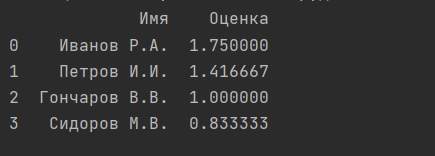 Имя Оценка
0 Иванов Р.А. 1.750000
1 Петров И.И. 1.416667
2 Гончаров В.В. 1.000000
3 Сидоров М.В. 0.833333